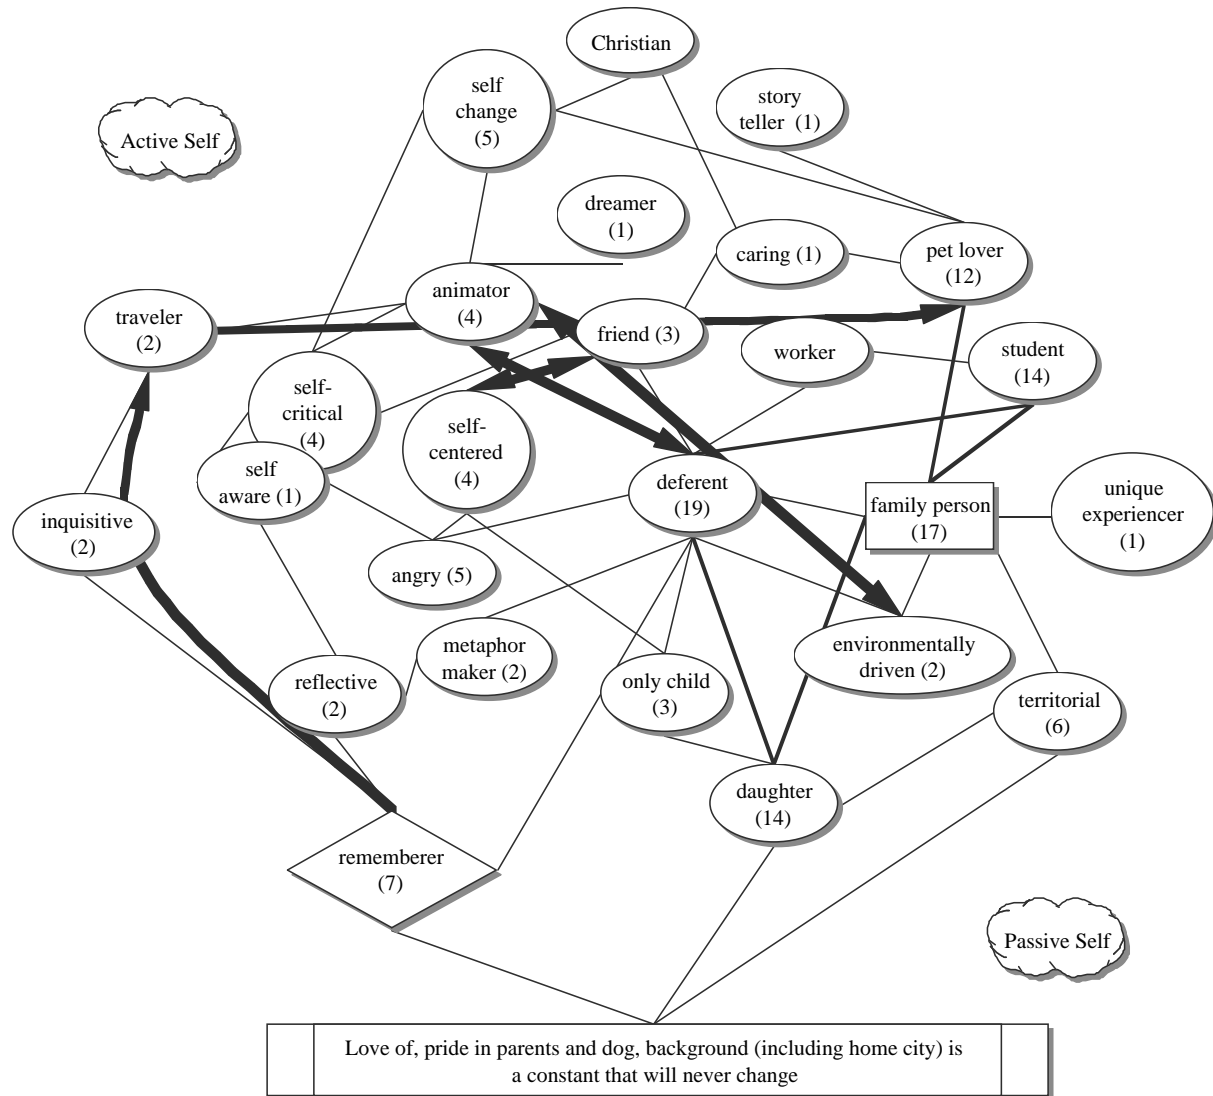 Christian
self
change
(5)
story
teller (1)
Active Self
dreamer
(1)
caring (1)
pet lover
(12)
animator
(4)
traveler
(2)
friend (3)
worker
student
(14)
self-
critical
(4)
self-
centered
(4)
self
aware (1)
deferent
(19)
family person
(17)
unique
experiencer
(1)
inquisitive
(2)
angry (5)
metaphor
maker (2)
environmentally
driven (2)
reflective
(2)
only child
(3)
territorial
(6)
daughter
(14)
rememberer
(7)
Passive Self
Love of, pride in parents and dog, background (including home city) is
a constant that will never change